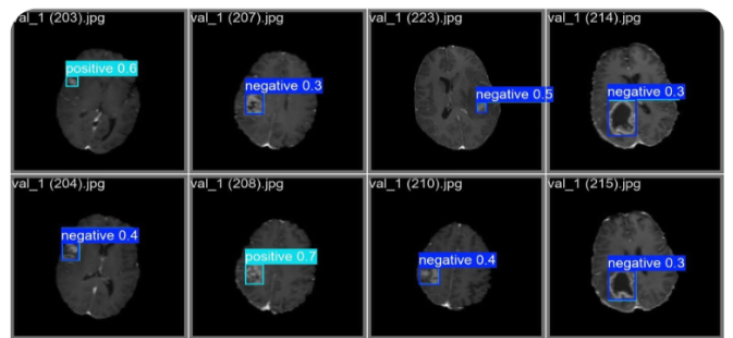 val_1 (203).jpg
val_1 (207).jpg
val_1 (223).jpg
val_1 (214).jpg
positive 0.6
negative 0.3
negative 0.5
negative 0.3
val_1 (204).jpg
val_1 (208).jpg
val_1 (210).jpg
val_1 (215).jpg
negative 0.4
positive 0.7
negative 0.4
negative 0.3